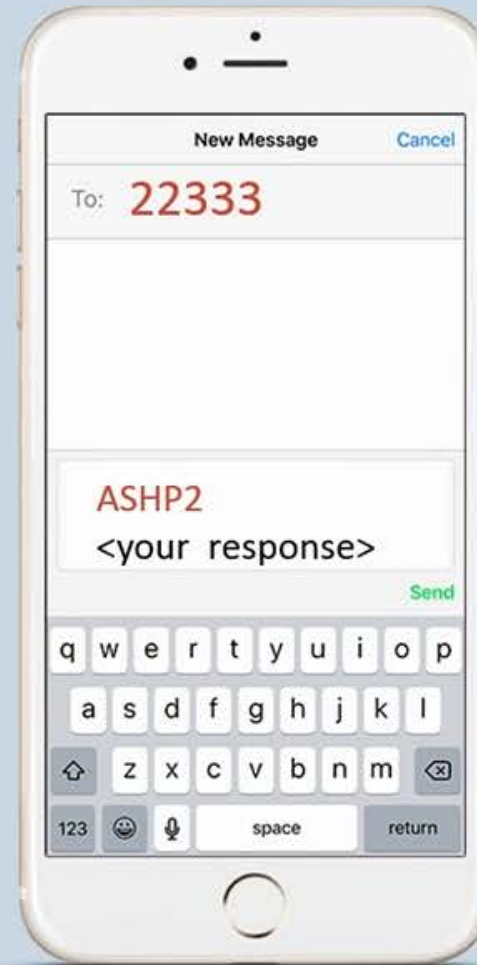 New Message Cancel
To: 22333
ASHP2
<your response>
Send
q w e r t y u i o p
a s d f g h j k l
z x c v b n m
123 space return